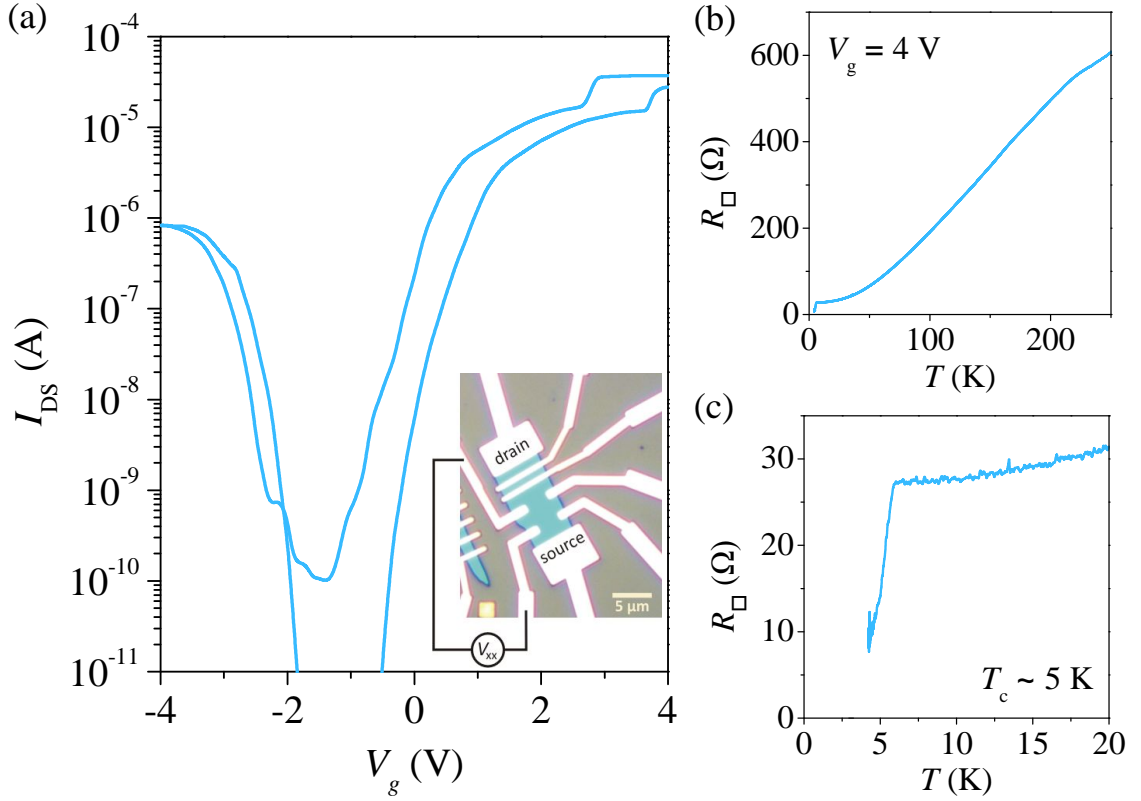 (a)
10⁻⁴
10⁻⁵
10⁻⁶
10⁻⁷
10⁻⁸
10⁻⁹
10⁻¹⁰
10⁻¹¹
I_DS (A)
-4 -2 0 2 4
V_g (V)
drain
source
5 μm
V_xx
(b)
V_g = 4 V
600
400
200
0
R_□ (Ω)
0 100 200
T (K)
(c)
30
20
10
0
R_□ (Ω)
T_c ~ 5 K
0 5 10 15 20
T (K)